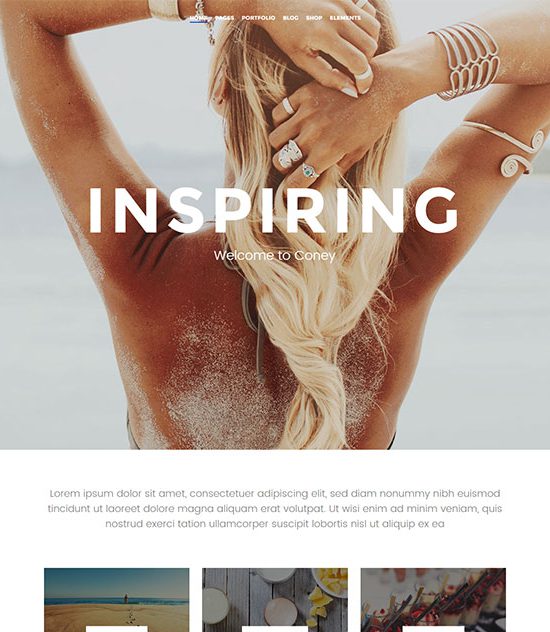 HOME PAGES PORTFOLIO BLOG SHOP ELEMENTS
INSPIRING
Welcome to Coney
Lorem ipsum dolor sit amet, consectetuer adipiscing elit, sed diam nonummy nibh euismod
tincidunt ut laoreet dolore magna aliquam erat volutpat. Ut wisi enim ad minim veniam, quis
nostrud exerci tation ullamcorper suscipit lobortis nisl ut aliquip ex ea